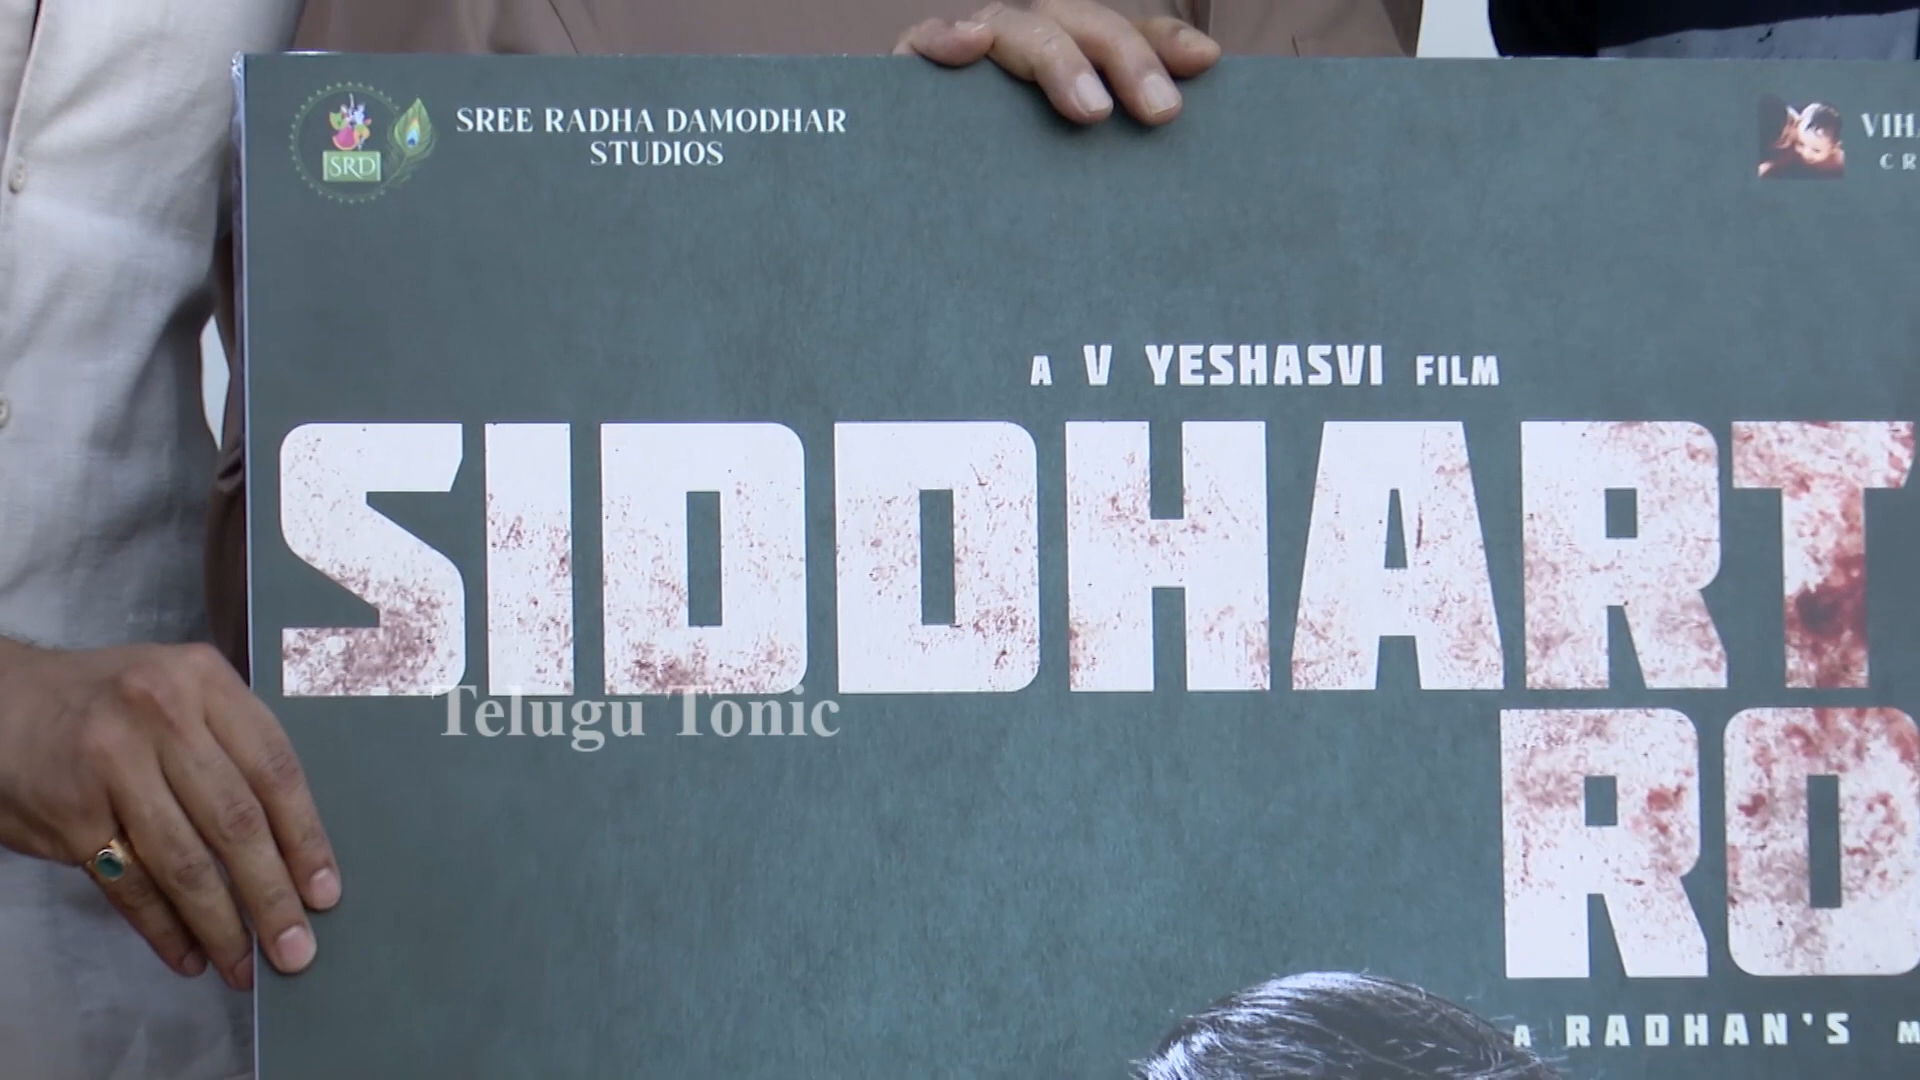 SREE RADHA DAMODHAR
STUDIOS
SRD
A V YESHASVI FILM
SIDDHART
RO
Telugu Tonic
A RADHAN'S